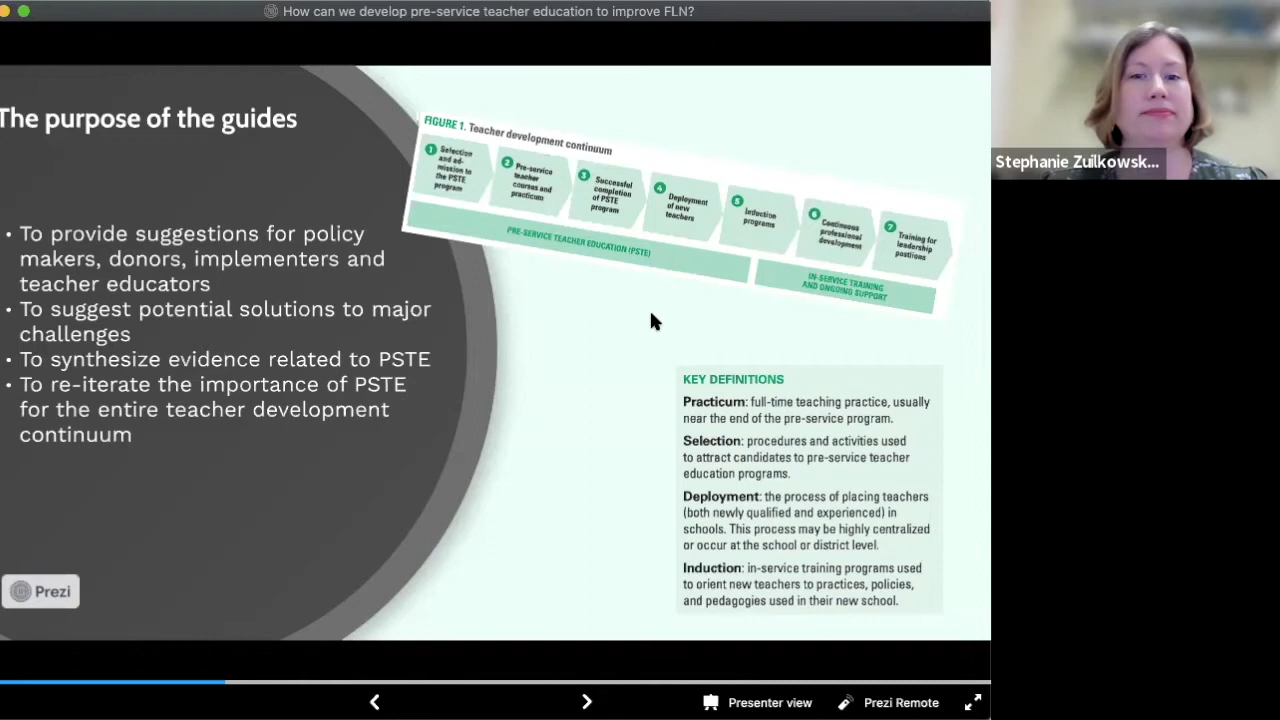 How can we develop pre-service teacher education to improve FLN?
The purpose of the guides
• To provide suggestions for policy
makers, donors, implementers and
teacher educators
• To suggest potential solutions to major
challenges
• To synthesize evidence related to PSTE
• To re-iterate the importance of PSTE
for the entire teacher development
continuum
FIGURE 1. Teacher development continuum
1 Selection
and ad-
mission to
the PSTE
program
2 Pre-service
teacher
courses and
practicum
3 Successful
completion
of PSTE
program
4 Deployment
of new
teachers
5 Induction
programs
6 Continuous
professional
development
7 Training for
leadership
positions
PRE-SERVICE TEACHER EDUCATION (PSTE)
IN-SERVICE TRAINING
AND ONGOING SUPPORT
KEY DEFINITIONS
Practicum: full-time teaching practice, usually
near the end of the pre-service program.
Selection: procedures and activities used
to attract candidates to pre-service teacher
education programs.
Deployment: the process of placing teachers
(both newly qualified and experienced) in
schools. This process may be highly centralized
or occur at the school or district level.
Induction: in-service training programs used
to orient new teachers to practices, policies,
and pedagogies used in their new school.
Prezi
Presenter view
Prezi Remote
Stephanie Zuilkowsk...